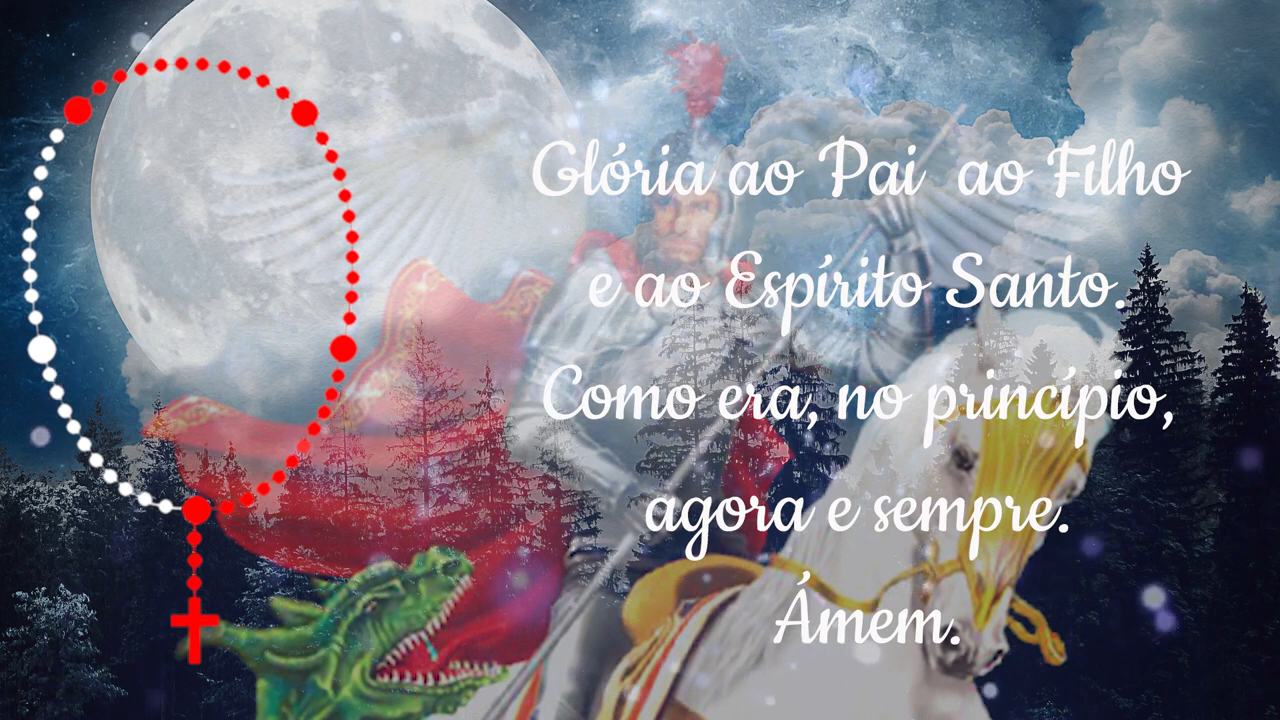 Glória ao Pai ao Filho
e ao Espírito Santo.
Como era, no princípio,
agora e sempre.
Ámem.